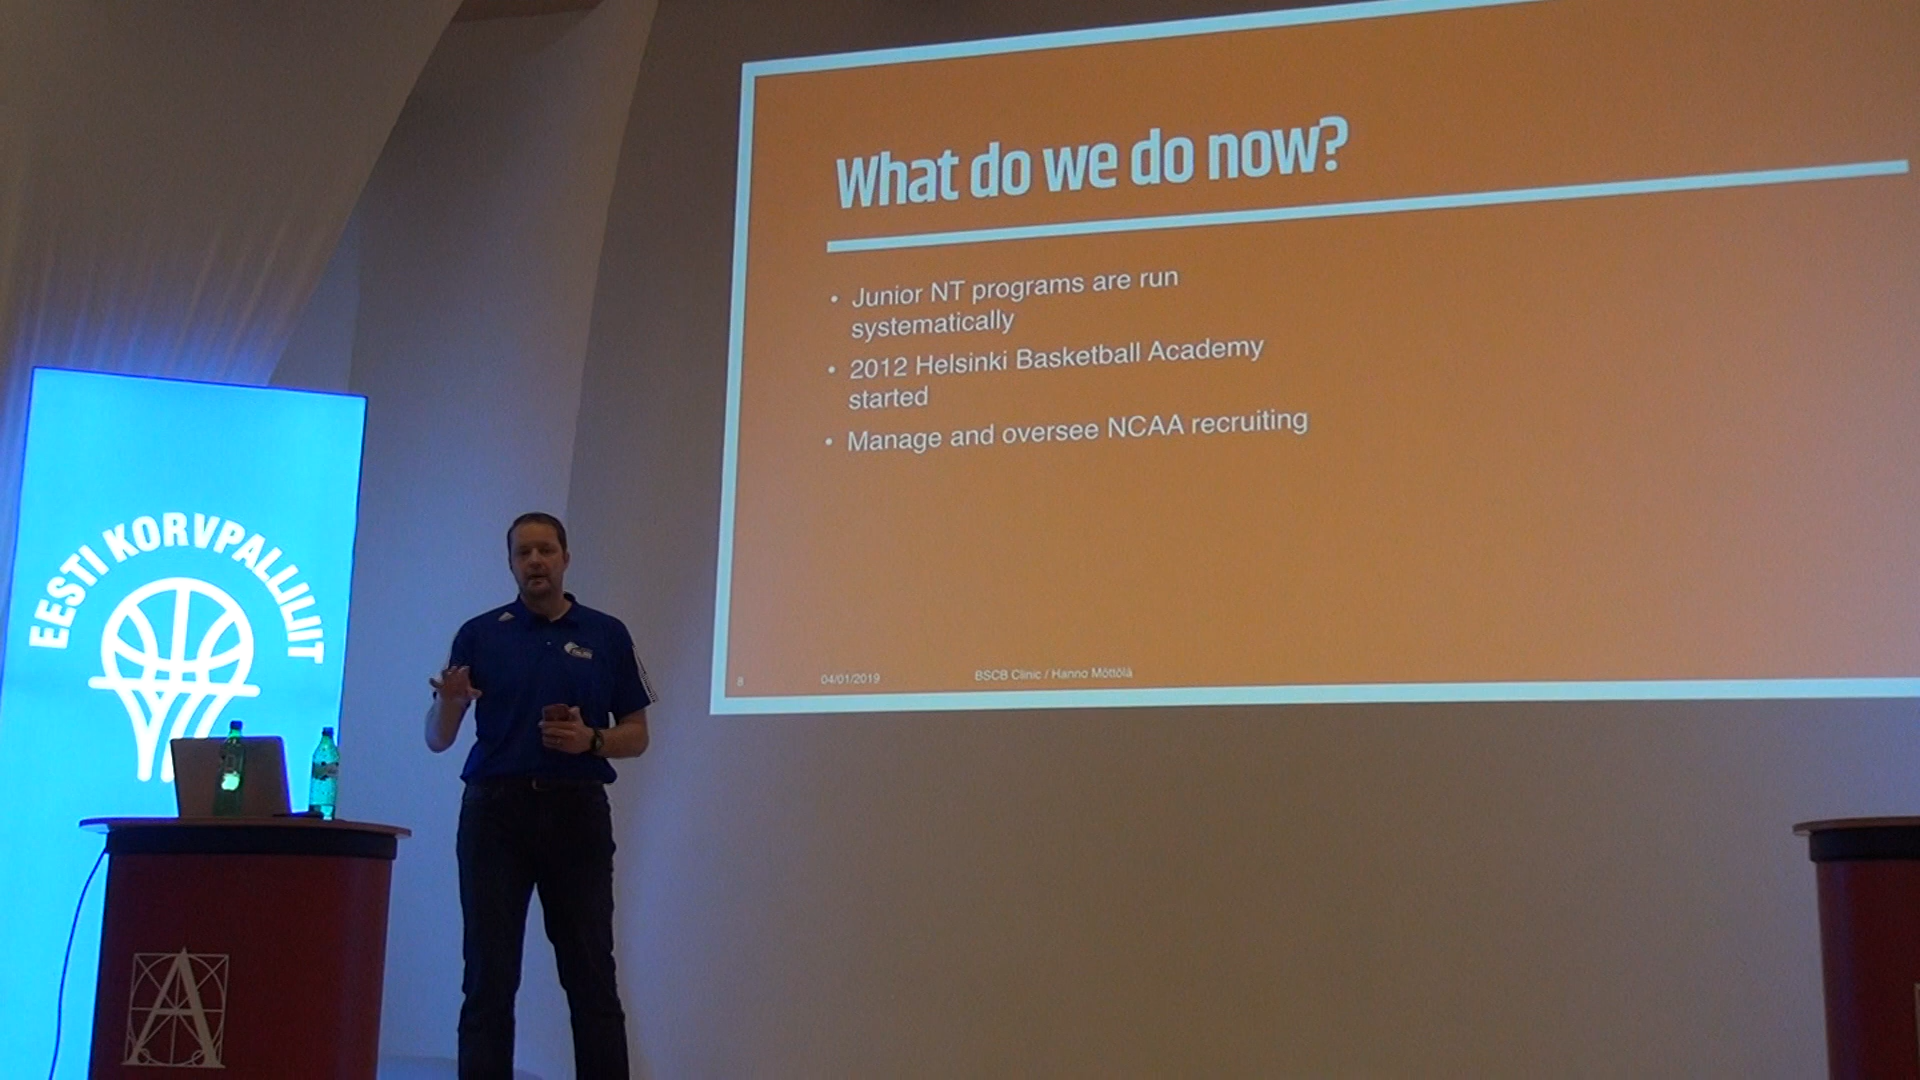 What do we do now?
• Junior NT programs are run
systematically
• 2012 Helsinki Basketball Academy
started
• Manage and oversee NCAA recruiting
8 04/01/2019 BSCB Clinic / Hanno Möttölä
EESTI KORVPALLILIIT
A